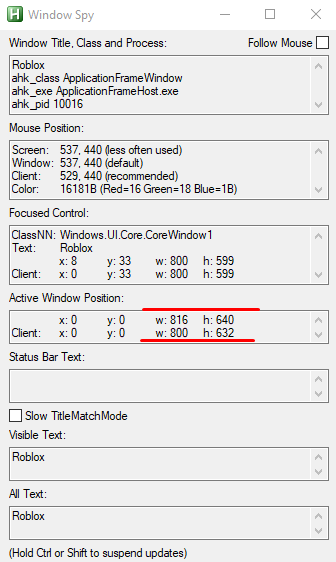 H Window Spy
Window Title, Class and Process: Follow Mouse
Roblox
ahk_class ApplicationFrameWindow
ahk_exe ApplicationFrameHost.exe
ahk_pid 10016
Mouse Position:
Screen: 537, 440 (less often used)
Window: 537, 440 (default)
Client: 529, 440 (recommended)
Color: 16181B (Red=16 Green=18 Blue=1B)
Focused Control:
ClassNN: Windows.UI.Core.CoreWindow1
Text: Roblox
x: 8 y: 33 w: 800 h: 599
Client: x: 0 y: 33 w: 800 h: 599
Active Window Position:
x: 0 y: 0 w: 816 h: 640
Client: x: 0 y: 0 w: 800 h: 632
Status Bar Text:
Slow TitleMatchMode
Visible Text:
Roblox
All Text:
Roblox
(Hold Ctrl or Shift to suspend updates)